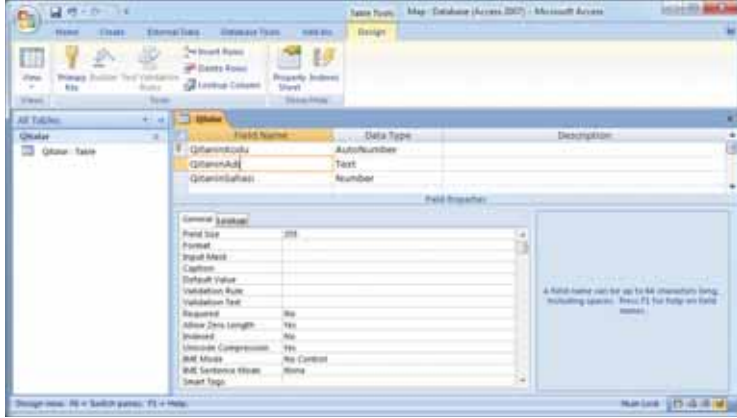 Table Tools
Map : Database (Access 2007) - Microsoft Access
Home Create External Data Database Tools Add-Ins Design
View
Primary Key
Builder
Test Validation Rules
Insert Rows
Delete Rows
Lookup Column
Property Sheet
Indexes
Views
Tools
Show/Hide
All Tables
Qitalar
Qitalar : Table
Qitalar
Field Name Data Type Description
QitaninKodu AutoNumber
QitaninAdi Text
QitaninSahasi Number
Field Properties
General Lookup
Field Size 255
Format
Input Mask
Caption
Default Value
Validation Rule
Validation Text
Required No
Allow Zero Length Yes
Indexed No
Unicode Compression Yes
IME Mode No Control
IME Sentence Mode None
Smart Tags
A field name can be up to 64 characters long,
including spaces. Press F1 for help on field
names.
Design view. F6 = Switch panes. F1 = Help.
Num Lock